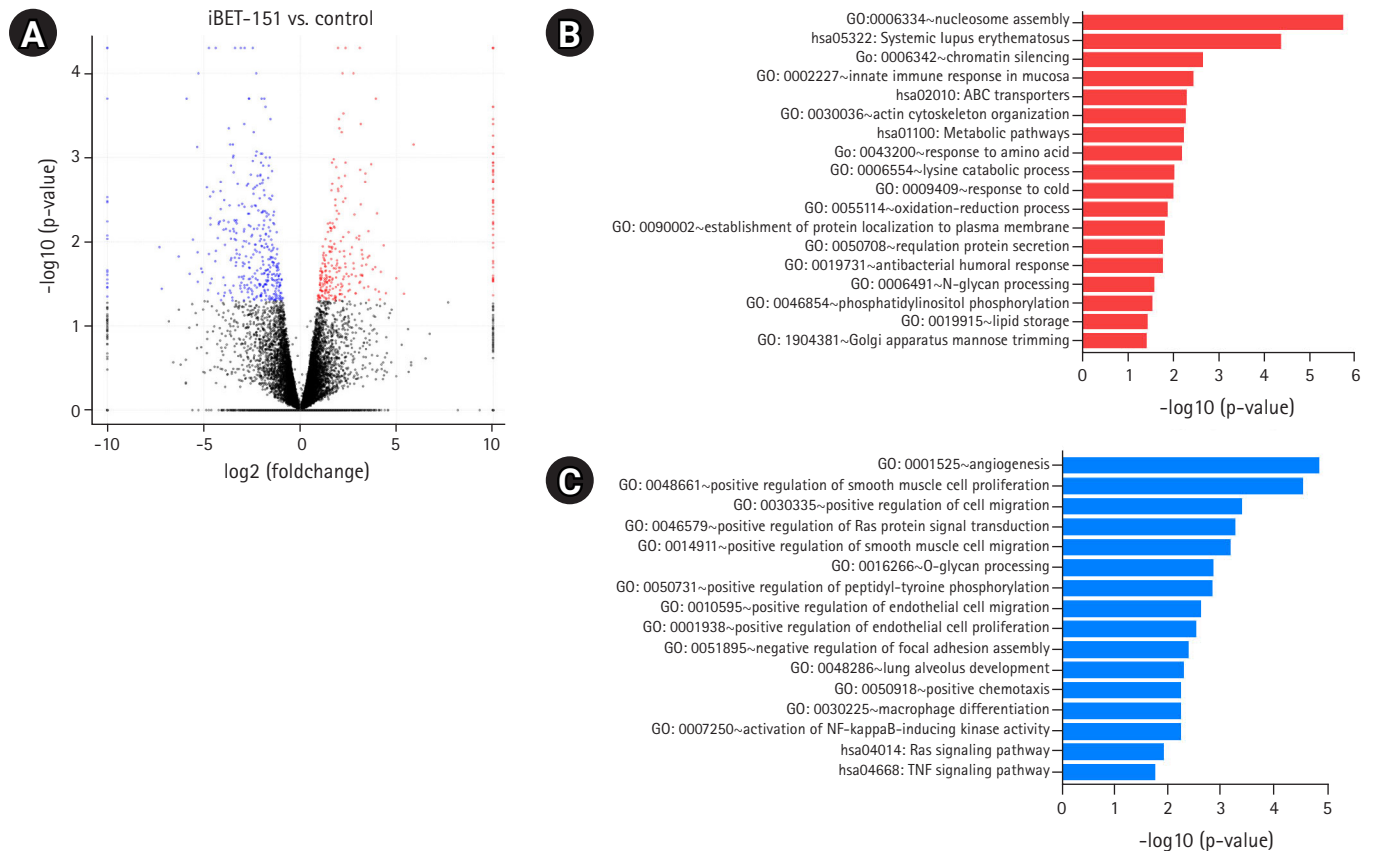 A
iBET-151 vs. control
4
3
2
1
0
-log10 (p-value)
-10
-5
0
5
10
log2 (foldchange)
B
GO:0006334~nucleosome assembly
hsa05322: Systemic lupus erythematosus
Go: 0006342~chromatin silencing
GO: 0002227~innate immune response in mucosa
hsa02010: ABC transporters
GO: 0030036~actin cytoskeleton organization
hsa01100: Metabolic pathways
Go: 0043200~response to amino acid
GO: 0006554~lysine catabolic process
GO: 0009409~response to cold
GO: 0055114~oxidation-reduction process
GO: 0090002~establishment of protein localization to plasma membrane
GO: 0050708~requlation protein secretion
GO: 0019731~antibacterial humoral response
GO: 0006491~N-glycan processing
GO: 0046854~phosphatidylinositol phosphorylation
GO: 0019915~lipid storage
GO: 1904381~Golgi apparatus mannose trimming
0 1 2 3 4 5 6
-log10 (p-value)
C
GO: 0001525~angiogenesis
GO: 0048661~positive regulation of smooth muscle cell proliferation
GO: 0030335~positive regulation of cell migration
GO: 0046579~positive regulation of Ras protein signal transduction
GO: 0014911~positive regulation of smooth muscle cell migration
GO: 0016266~O-glycan processing
GO: 0050731~positive regulation of peptidyl-tyrosine phosphorylation
GO: 0010595~positive regulation of endothelial cell migration
GO: 0001938~positive regulation of endothelial cell proliferation
GO: 0051895~negative regulation of focal adhesion assembly
GO: 0048286~lung alveolus development
GO: 0050918~positive chemotaxis
GO: 0030225~macrophage differentiation
GO: 0007250~activation of NF-kappaB-inducing kinase activity
hsa04014: Ras signaling pathway
hsa04668: TNF signaling pathway
0 1 2 3 4 5
-log10 (p-value)